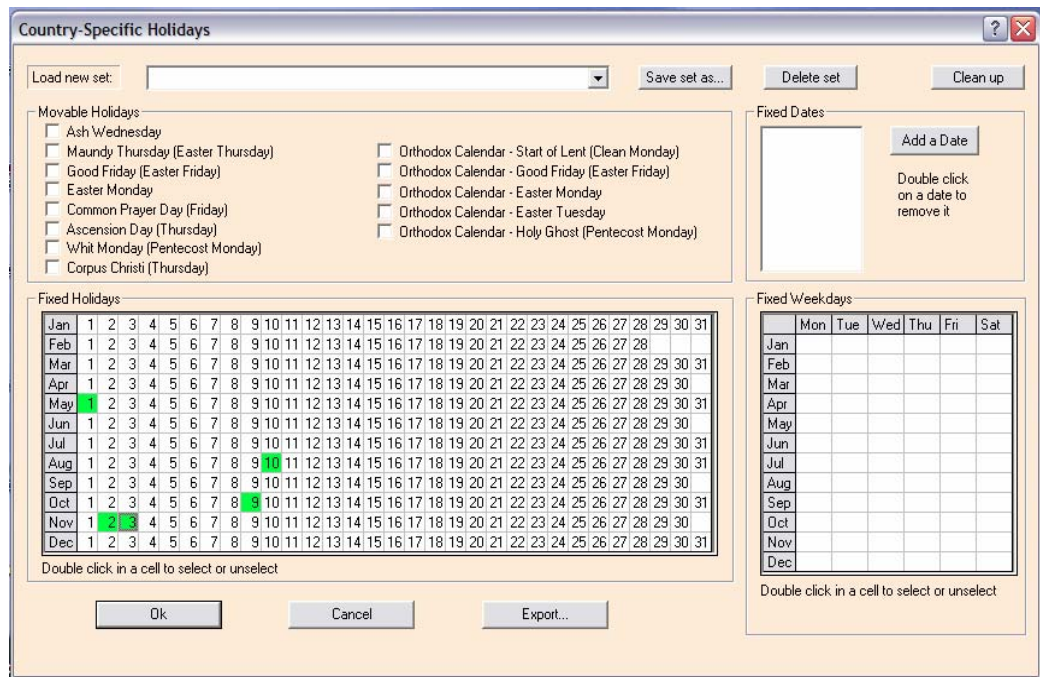 Country-Specific Holidays
Load new set:
Save set as...
Delete set
Clean up
Movable Holidays
Ash Wednesday
Maundy Thursday (Easter Thursday)
Good Friday (Easter Friday)
Easter Monday
Common Prayer Day (Friday)
Ascension Day (Thursday)
Whit Monday (Pentecost Monday)
Corpus Christi (Thursday)
Orthodox Calendar - Start of Lent (Clean Monday)
Orthodox Calendar - Good Friday (Easter Friday)
Orthodox Calendar - Easter Monday
Orthodox Calendar - Easter Tuesday
Orthodox Calendar - Holy Ghost (Pentecost Monday)
Fixed Dates
Add a Date
Double click
on a date to
remove it
Fixed Holidays
Jan 1 2 3 4 5 6 7 8 9 10 11 12 13 14 15 16 17 18 19 20 21 22 23 24 25 26 27 28 29 30 31
Feb 1 2 3 4 5 6 7 8 9 10 11 12 13 14 15 16 17 18 19 20 21 22 23 24 25 26 27 28
Mar 1 2 3 4 5 6 7 8 9 10 11 12 13 14 15 16 17 18 19 20 21 22 23 24 25 26 27 28 29 30 31
Apr 1 2 3 4 5 6 7 8 9 10 11 12 13 14 15 16 17 18 19 20 21 22 23 24 25 26 27 28 29 30
May 1 2 3 4 5 6 7 8 9 10 11 12 13 14 15 16 17 18 19 20 21 22 23 24 25 26 27 28 29 30 31
Jun 1 2 3 4 5 6 7 8 9 10 11 12 13 14 15 16 17 18 19 20 21 22 23 24 25 26 27 28 29 30
Jul 1 2 3 4 5 6 7 8 9 10 11 12 13 14 15 16 17 18 19 20 21 22 23 24 25 26 27 28 29 30 31
Aug 1 2 3 4 5 6 7 8 9 10 11 12 13 14 15 16 17 18 19 20 21 22 23 24 25 26 27 28 29 30 31
Sep 1 2 3 4 5 6 7 8 9 10 11 12 13 14 15 16 17 18 19 20 21 22 23 24 25 26 27 28 29 30
Oct 1 2 3 4 5 6 7 8 9 10 11 12 13 14 15 16 17 18 19 20 21 22 23 24 25 26 27 28 29 30 31
Nov 1 2 3 4 5 6 7 8 9 10 11 12 13 14 15 16 17 18 19 20 21 22 23 24 25 26 27 28 29 30
Dec 1 2 3 4 5 6 7 8 9 10 11 12 13 14 15 16 17 18 19 20 21 22 23 24 25 26 27 28 29 30 31
Double click in a cell to select or unselect
Fixed Weekdays
Mon Tue Wed Thu Fri Sat
Jan
Feb
Mar
Apr
May
Jun
Jul
Aug
Sep
Oct
Nov
Dec
Double click in a cell to select or unselect
Ok
Cancel
Export...